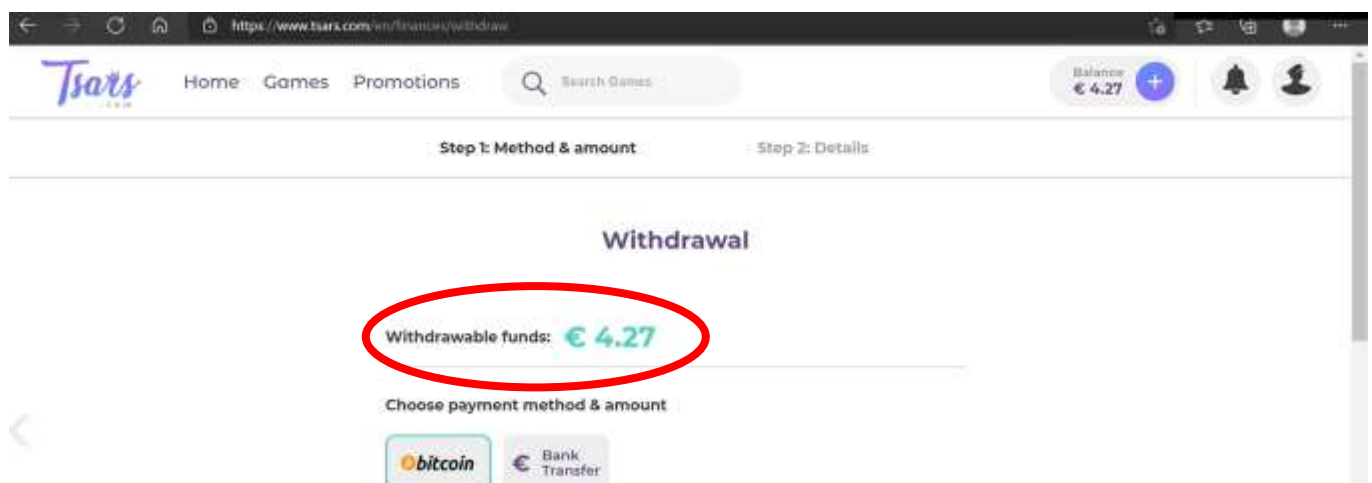 https://www.tsars.com/en/finances/withdraw
Tsars
.com
Home Games Promotions
Search Games
Balance
€ 4.27
Step 1: Method & amount
Step 2: Details
Withdrawal
Withdrawable funds: € 4.27
Choose payment method & amount
bitcoin
€ Bank
Transfer